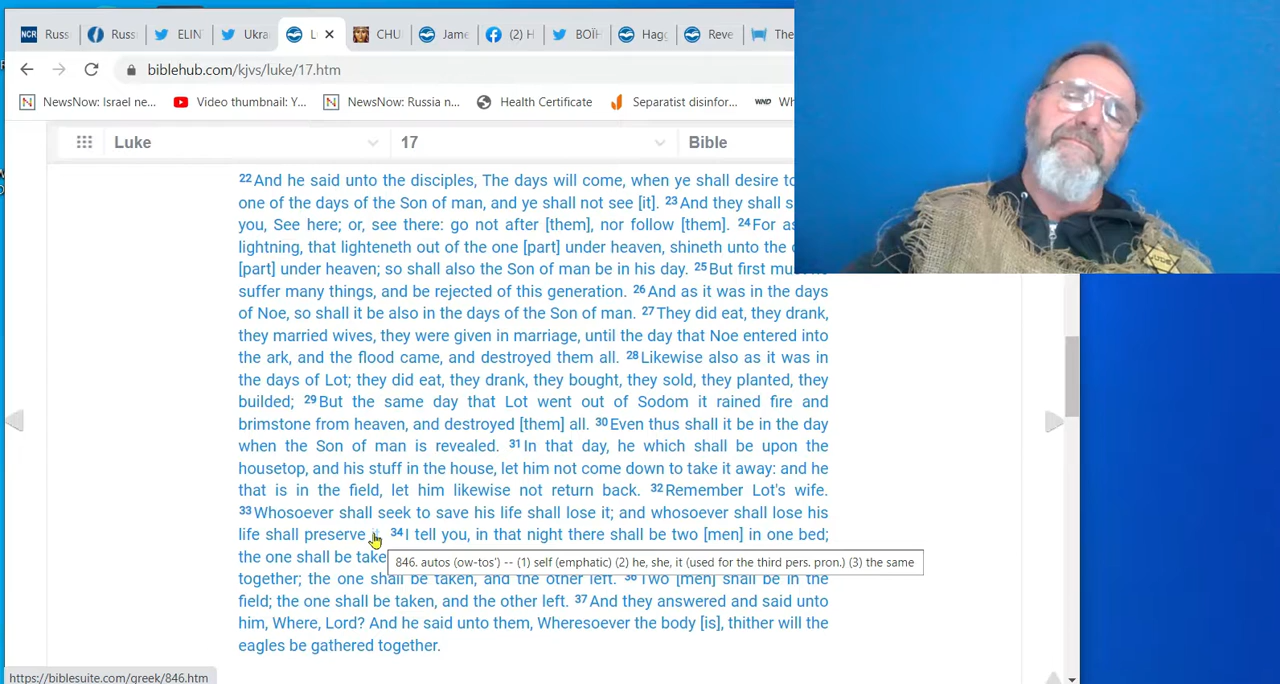 NCR Russ Russ ELIN Ukra L CHU Jame (2) H BOÏH Hagg Reve The
biblehub.com/kjvs/luke/17.htm
NewsNow: Israel ne... Video thumbnail: Y... NewsNow: Russia n... Health Certificate Separatist disinfor... WND Wh
Luke 17 Bible
22 And he said unto the disciples, The days will come, when ye shall desire to
one of the days of the Son of man, and ye shall not see [it]. 23 And they shall s
you, See here; or, see there: go not after [them], nor follow [them]. 24 For as
lightning, that lighteneth out of the one [part] under heaven, shineth unto the
[part] under heaven; so shall also the Son of man be in his day. 25 But first mus
suffer many things, and be rejected of this generation. 26 And as it was in the days
of Noe, so shall it be also in the days of the Son of man. 27 They did eat, they drank,
they married wives, they were given in marriage, until the day that Noe entered into
the ark, and the flood came, and destroyed them all. 28 Likewise also as it was in
the days of Lot; they did eat, they drank, they bought, they sold, they planted, they
builded; 29 But the same day that Lot went out of Sodom it rained fire and
brimstone from heaven, and destroyed [them] all. 30 Even thus shall it be in the day
when the Son of man is revealed. 31 In that day, he which shall be upon the
housetop, and his stuff in the house, let him not come down to take it away: and he
that is in the field, let him likewise not return back. 32 Remember Lot's wife.
33 Whosoever shall seek to save his life shall lose it; and whosoever shall lose his
life shall preserve 34 I tell you, in that night there shall be two [men] in one bed;
the one shall be take
846. autos (ow-tos') -- (1) self (emphatic) (2) he, she, it (used for the third pers. pron.) (3) the same
together; the one shall be taken, and the other left. 36 Two [men] shall be in the
field; the one shall be taken, and the other left. 37 And they answered and said unto
him, Where, Lord? And he said unto them, Wheresoever the body [is], thither will the
eagles be gathered together.
https://biblesuite.com/greek/846.htm